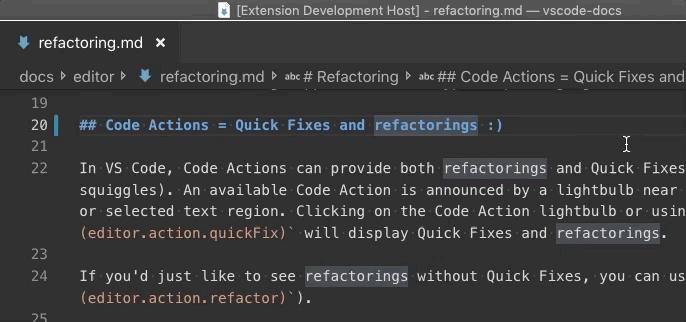 [Extension Development Host] - refactoring.md — vscode-docs
refactoring.md ×
docs editor refactoring.md abc # Refactoring abc ## Code Actions = Quick Fixes and
19
20 ## Code Actions = Quick Fixes and refactorings :)
21
22 In VS Code, Code Actions can provide both refactorings and Quick Fixes
squiggles). An available Code Action is announced by a lightbulb near
or selected text region. Clicking on the Code Action lightbulb or usin
(editor.action.quickFix)` will display Quick Fixes and refactorings.
23
24 If you'd just like to see refactorings without Quick Fixes, you can us
(editor.action.refactor)`).
25